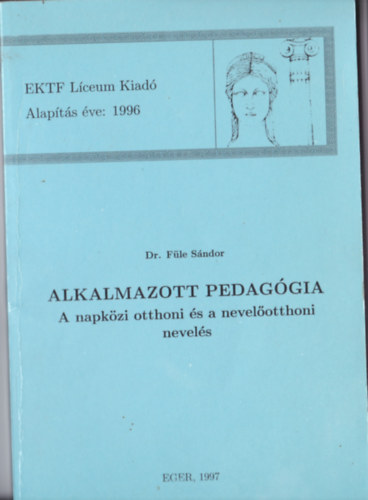 EKTF Líceum Kiadó
Alapítás éve: 1996
Dr. Füle Sándor
ALKALMAZOTT PEDAGÓGIA
A napközi otthoni és a nevelőotthoni
nevelés
EGER, 1997